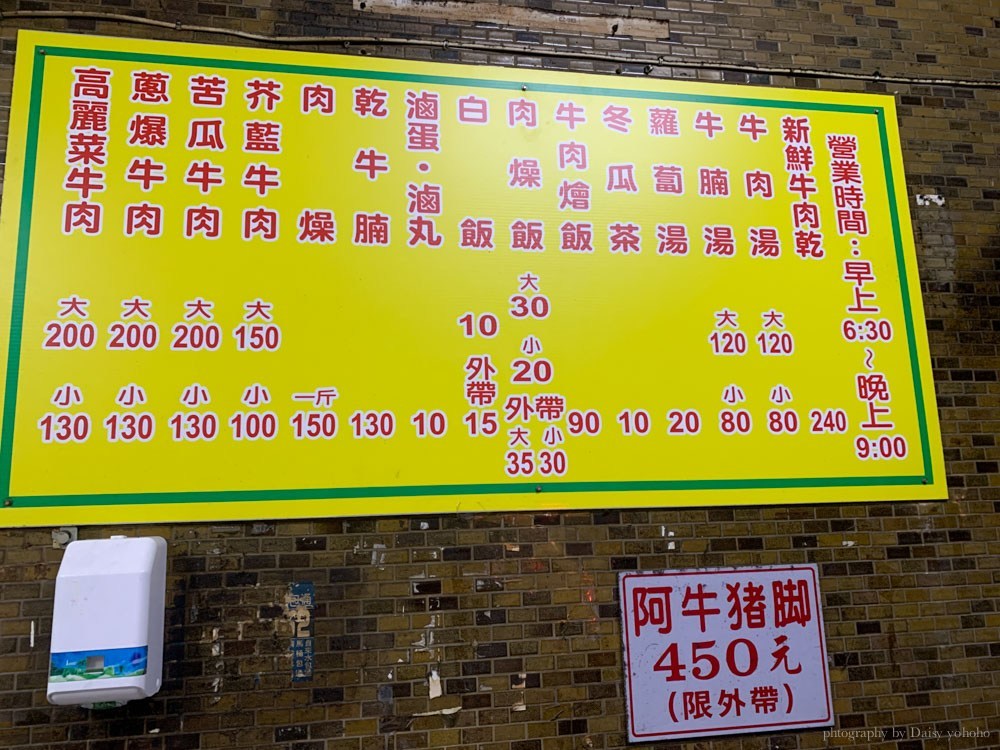 營業時間：早上6:30~晚上9:00
新鮮牛肉乾 240
牛肉湯 大120 小80
牛腩湯 大120 小80
蘿蔔湯 20
冬瓜茶 10
牛肉燴飯 90
肉燥飯 大30 小20 外帶 大35 小30
白飯 10 外帶15
滷蛋・滷丸 10
乾牛腩 130
肉燥 一斤150
芥藍牛肉 大150 小100
苦瓜牛肉 大200 小130
蔥爆牛肉 大200 小130
高麗菜牛肉 大200 小130
阿牛豬脚
450元
(限外帶)
photography by Daisy yohoho